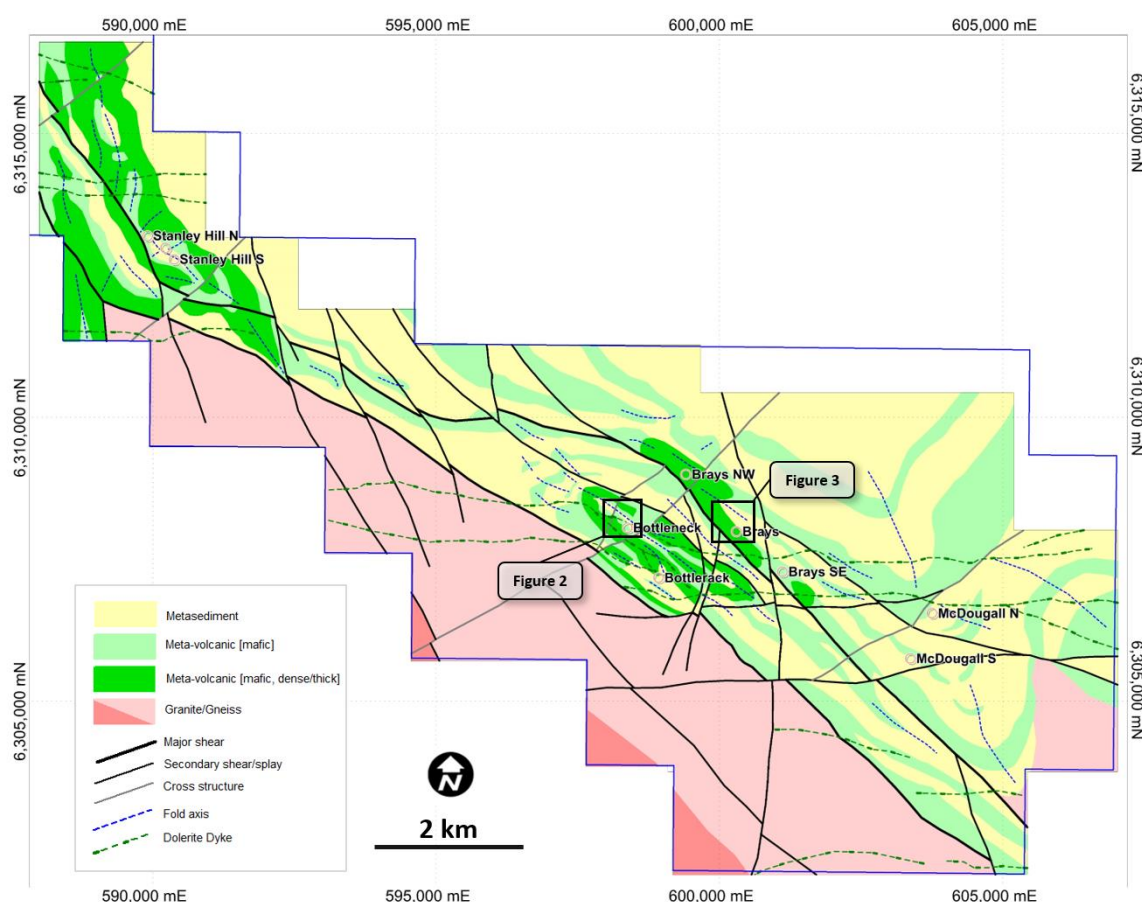 590,000 mE
595,000 mE
600,000 mE
605,000 mE
6,315,000 mN
6,315,000 mN
Stanley Hill N
Stanley Hill S
6,310,000 mN
6,310,000 mN
Brays NW
Figure 3
Bottleneck
Brays
Figure 2
Bottlerack
Brays SE
McDougall N
McDougall S
6,305,000 mN
6,305,000 mN
Metasediment
Meta-volcanic [mafic]
Meta-volcanic [mafic, dense/thick]
Granite/Gneiss
Major shear
Secondary shear/splay
Cross structure
Fold axis
Dolerite Dyke
N
2 km
590,000 mE
595,000 mE
600,000 mE
605,000 mE